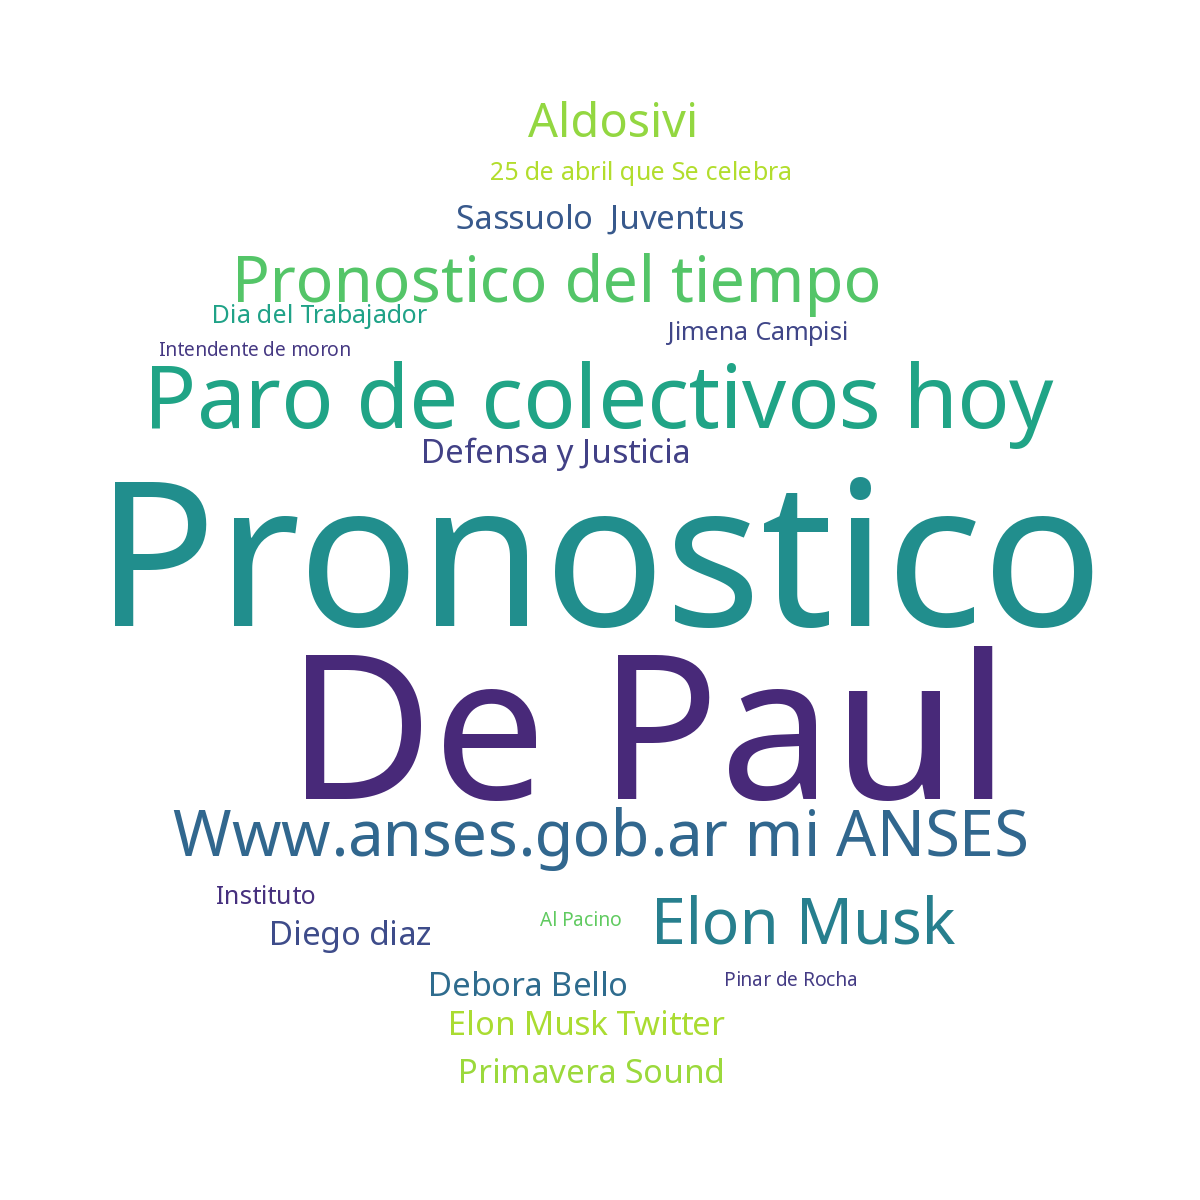 Aldosivi
25 de abril que Se celebra
Sassuolo  Juventus
Pronostico del tiempo
Dia del Trabajador
Jimena Campisi
Intendente de moron
Paro de colectivos hoy
Defensa y Justicia
Pronostico
De Paul
Www.anses.gob.ar mi ANSES
Instituto
Elon Musk
Al Pacino
Diego diaz
Debora Bello
Pinar de Rocha
Elon Musk Twitter
Primavera Sound